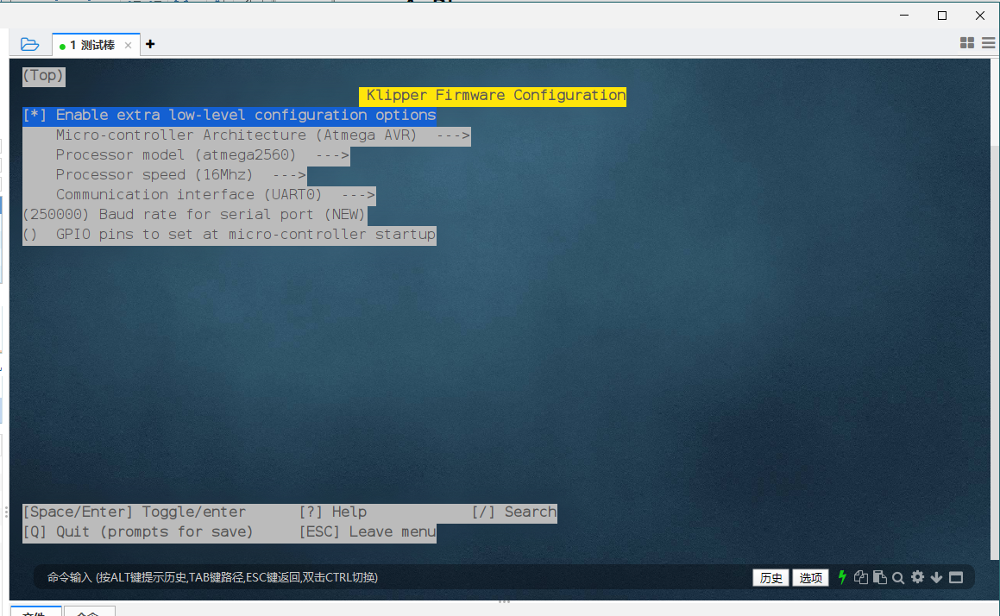 1 测试棒
(Top)
Klipper Firmware Configuration
[*] Enable extra low-level configuration options
Micro-controller Architecture (Atmega AVR) --->
Processor model (atmega2560) --->
Processor speed (16Mhz) --->
Communication interface (UART0) --->
(250000) Baud rate for serial port (NEW)
() GPIO pins to set at micro-controller startup
[Space/Enter] Toggle/enter [?] Help [/] Search
[Q] Quit (prompts for save) [ESC] Leave menu
命令输入 (按ALT键提示历史,TAB键路径,ESC键返回,双击CTRL切换) 历史 选项